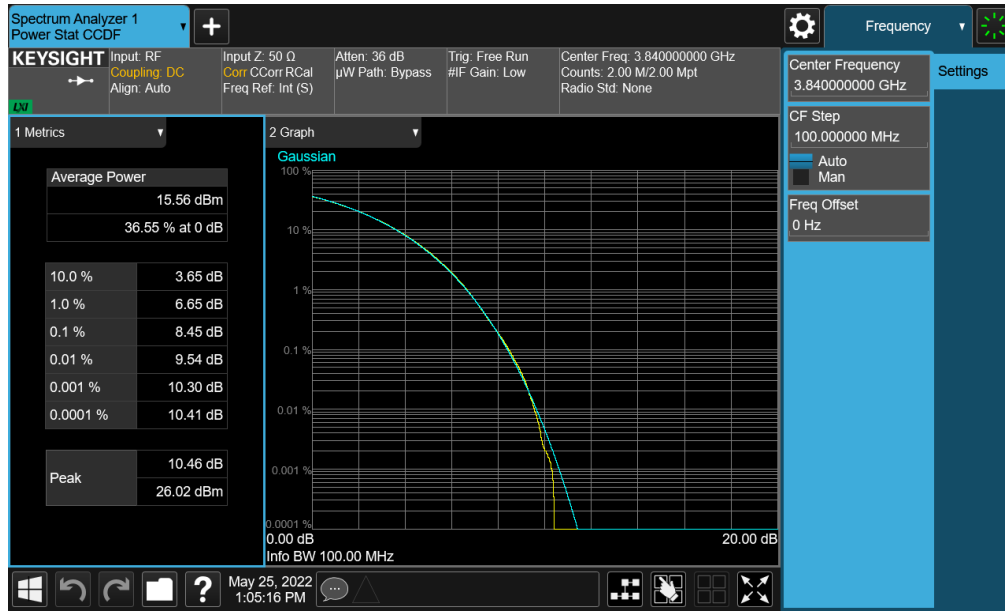 Spectrum Analyzer 1
Power Stat CCDF
Frequency
KEYSIGHT
LXI
Input: RF
Coupling: DC
Align: Auto
Input Z: 50 Ω
Corr CCorr RCal
Freq Ref: Int (S)
Atten: 36 dB
µW Path: Bypass
Trig: Free Run
#IF Gain: Low
Center Freq: 3.840000000 GHz
Counts: 2.00 M/2.00 Mpt
Radio Std: None
Center Frequency
3.840000000 GHz
Settings
CF Step
100.000000 MHz
Auto
Man
Freq Offset
0 Hz
1 Metrics
Average Power
15.56 dBm
36.55 % at 0 dB
10.0 % 3.65 dB
1.0 % 6.65 dB
0.1 % 8.45 dB
0.01 % 9.54 dB
0.001 % 10.30 dB
0.0001 % 10.41 dB
Peak 10.46 dB
26.02 dBm
2 Graph
Gaussian
100 %
10 %
1 %
0.1 %
0.01 %
0.001 %
0.0001 %
0.00 dB 20.00 dB
Info BW 100.00 MHz
?
May 25, 2022
1:05:16 PM